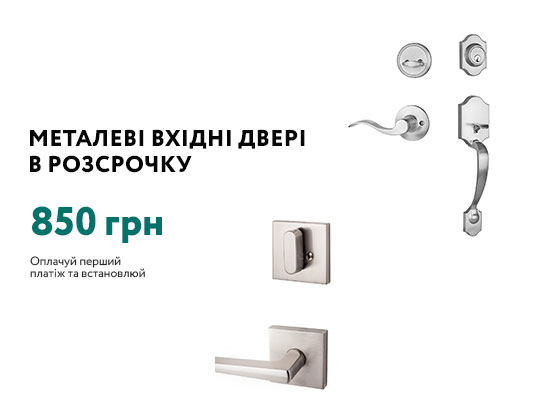 МЕТАЛЕВІ ВХІДНІ ДВЕРІ
В РОЗСРОЧКУ
850 грн
Оплачуй перший
платіж та встановлюй